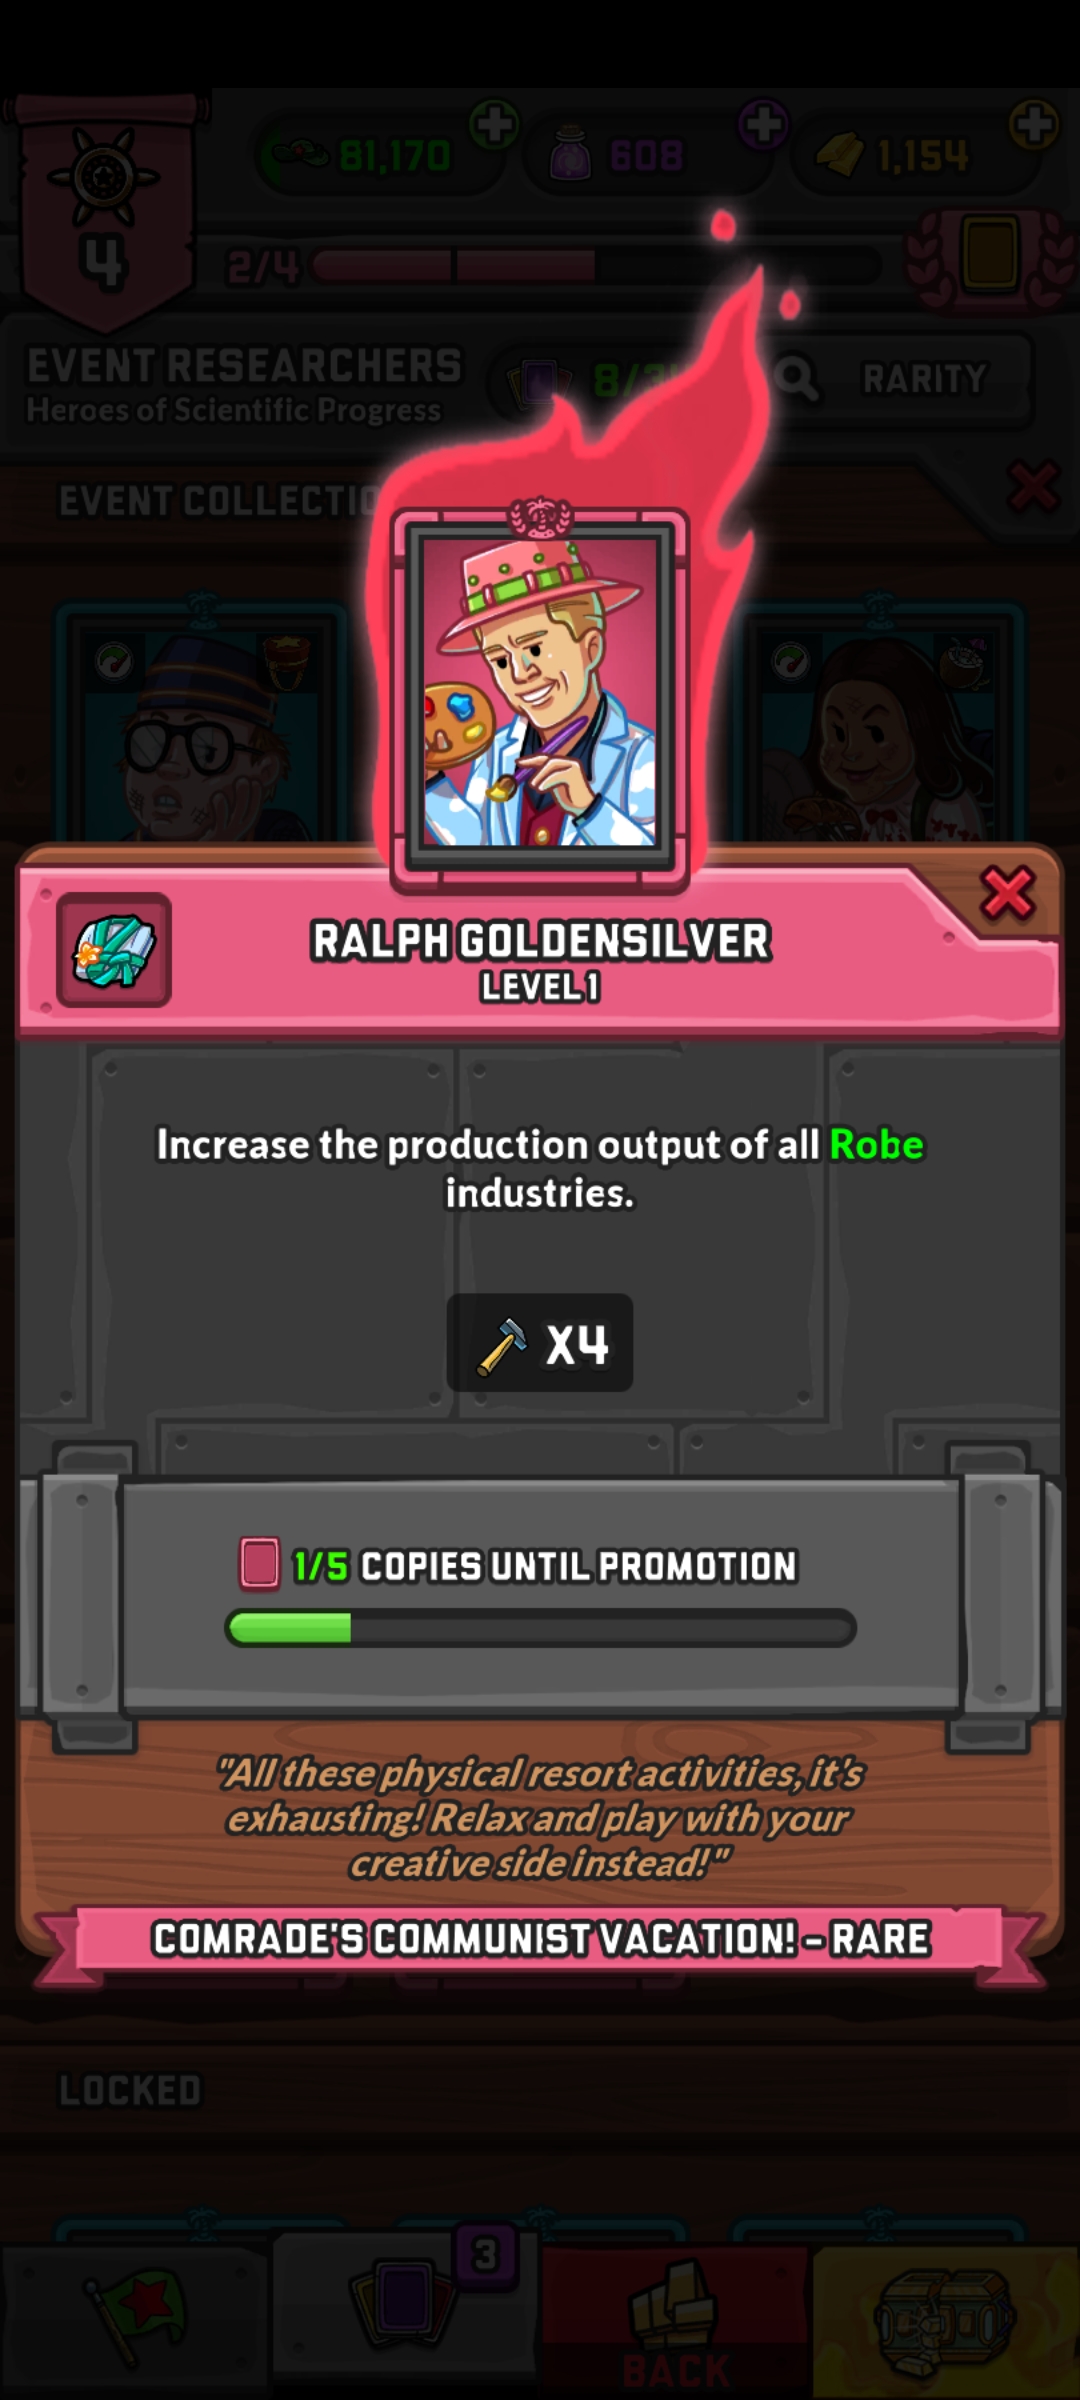 81,170
608
1,154
4
2/4
EVENT RESEARCHERS
Heroes of Scientific Progress
RARITY
RALPH GOLDENSILVER
LEVEL 1
Increase the production output of all Robe
industries.
X4
1/5 COPIES UNTIL PROMOTION
"All these physical resort activities, it's
exhausting! Relax and play with your
creative side instead!"
COMRADE'S COMMUNIST VACATION! - RARE
LOCKED
3
BACK